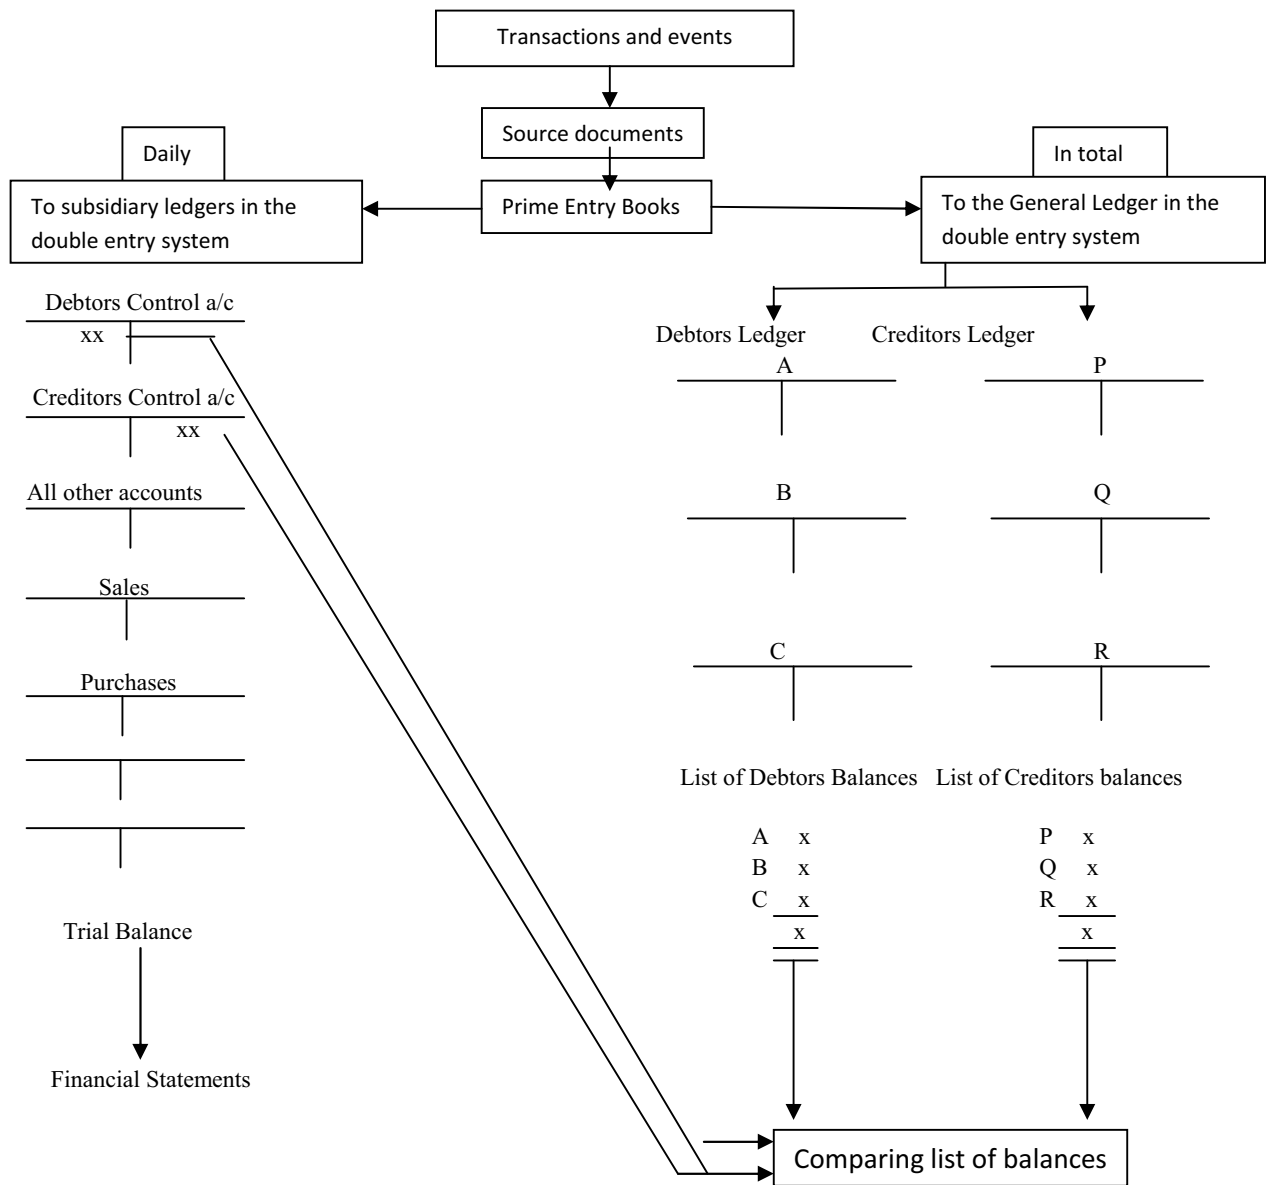 Transactions and events
Source documents
Daily
In total
To subsidiary ledgers in the
double entry system
Prime Entry Books
To the General Ledger in the
double entry system
Debtors Control a/c
xx
Creditors Control a/c
xx
All other accounts
Sales
Purchases
Trial Balance
Financial Statements
Debtors Ledger
Creditors Ledger
A
P
B
Q
C
R
List of Debtors Balances
List of Creditors balances
A x
B x
C x
x
P x
Q x
R x
x
Comparing list of balances